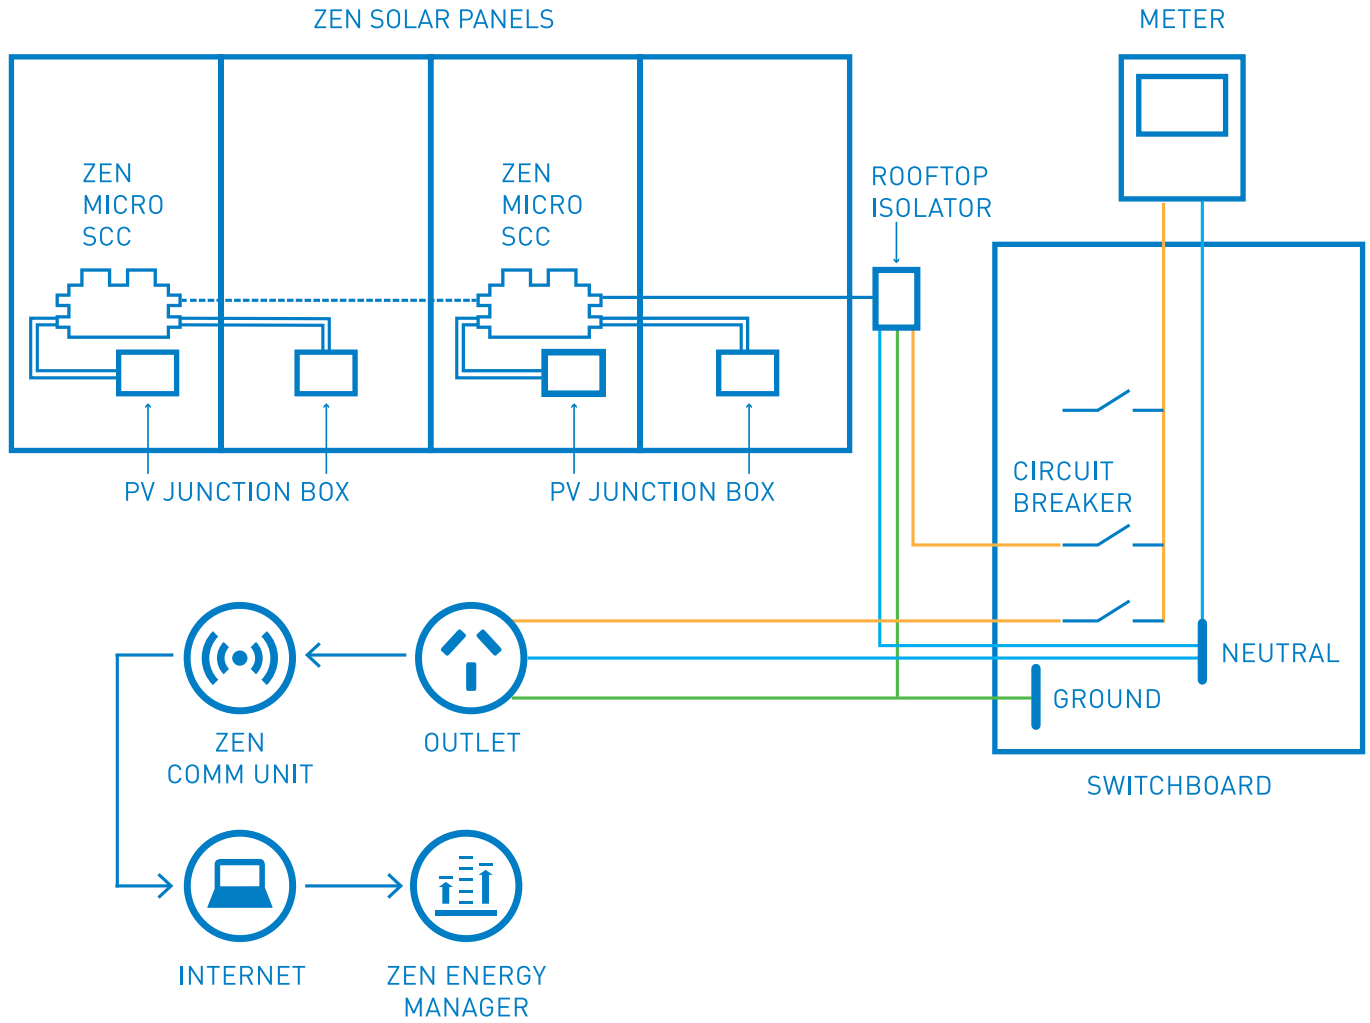 ZEN SOLAR PANELS
METER
ZEN
MICRO
SCC
ZEN
MICRO
SCC
ROOFTOP
ISOLATOR
PV JUNCTION BOX
PV JUNCTION BOX
CIRCUIT
BREAKER
NEUTRAL
GROUND
SWITCHBOARD
ZEN
COMM UNIT
OUTLET
INTERNET
ZEN ENERGY
MANAGER